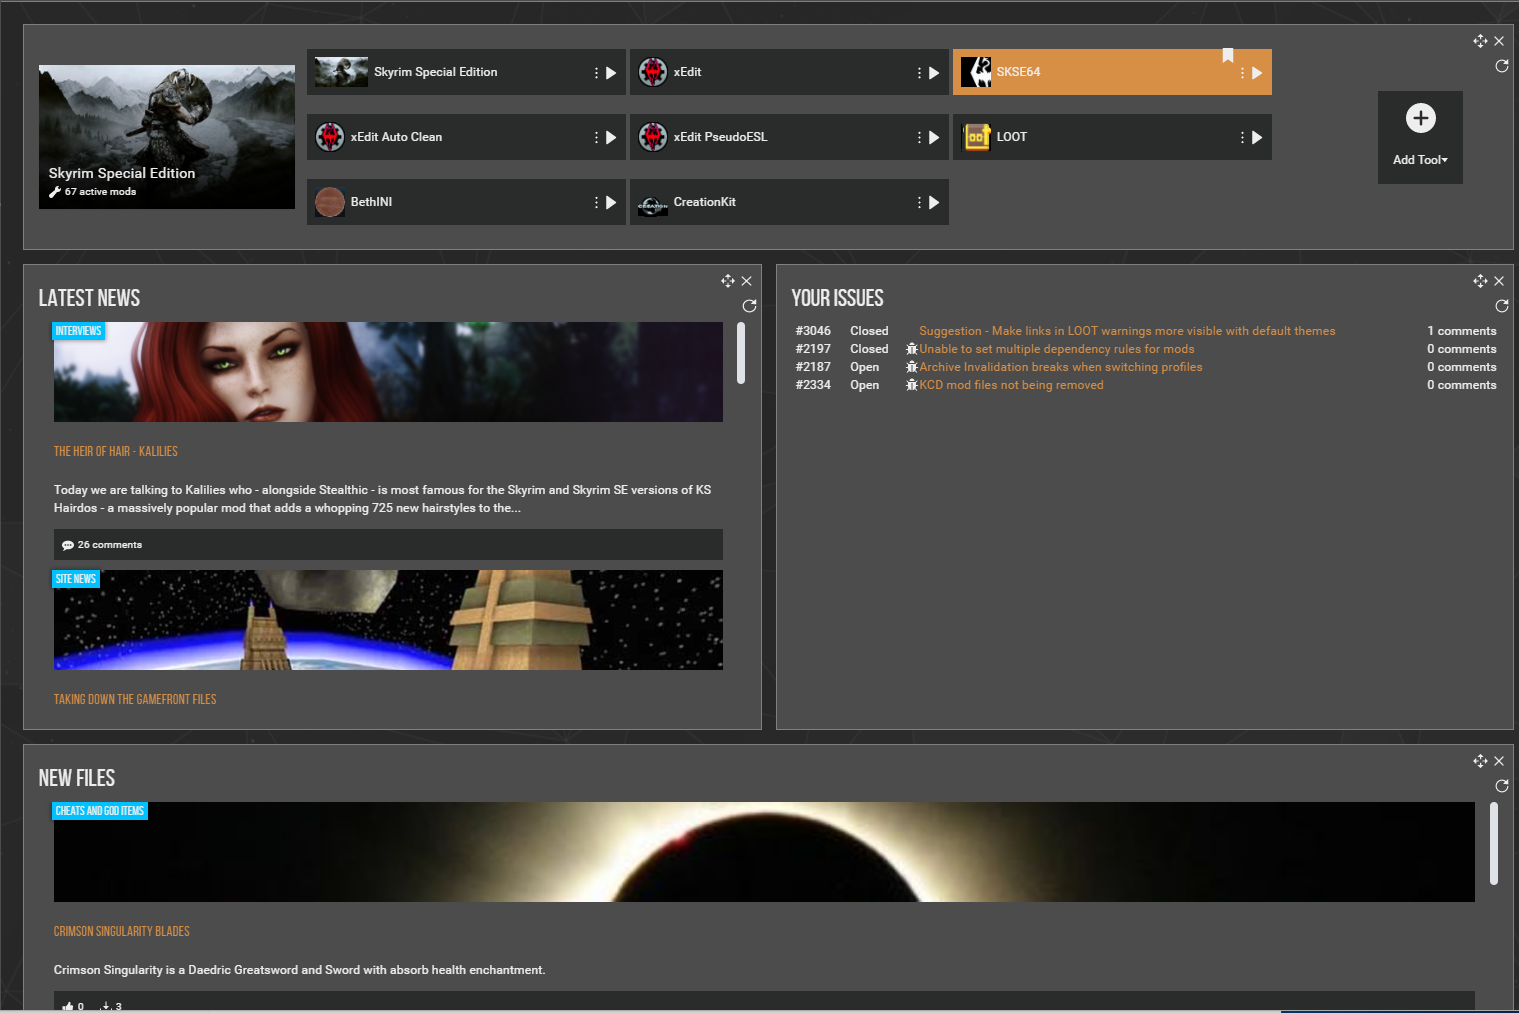 Skyrim Special Edition
67 active mods
Skyrim Special Edition
xEdit
SKSE64
xEdit Auto Clean
xEdit PseudoESL
LOOT
BethINI
CREATION
CreationKit
Add Tool
LATEST NEWS
INTERVIEWS
THE HEIR OF HAIR - KALILIES
Today we are talking to Kalilies who - alongside Stealthic - is most famous for the Skyrim and Skyrim SE versions of KS
Hairdos - a massively popular mod that adds a whopping 725 new hairstyles to the...
26 comments
SITE NEWS
TAKING DOWN THE GAMEFRONT FILES
YOUR ISSUES
#3046 Closed Suggestion - Make links in LOOT warnings more visible with default themes 1 comments
#2197 Closed Unable to set multiple dependency rules for mods 0 comments
#2187 Open Archive Invalidation breaks when switching profiles 0 comments
#2334 Open KCD mod files not being removed 0 comments
NEW FILES
CHEATS AND GOD ITEMS
CRIMSON SINGULARITY BLADES
Crimson Singularity is a Daedric Greatsword and Sword with absorb health enchantment.
0 3